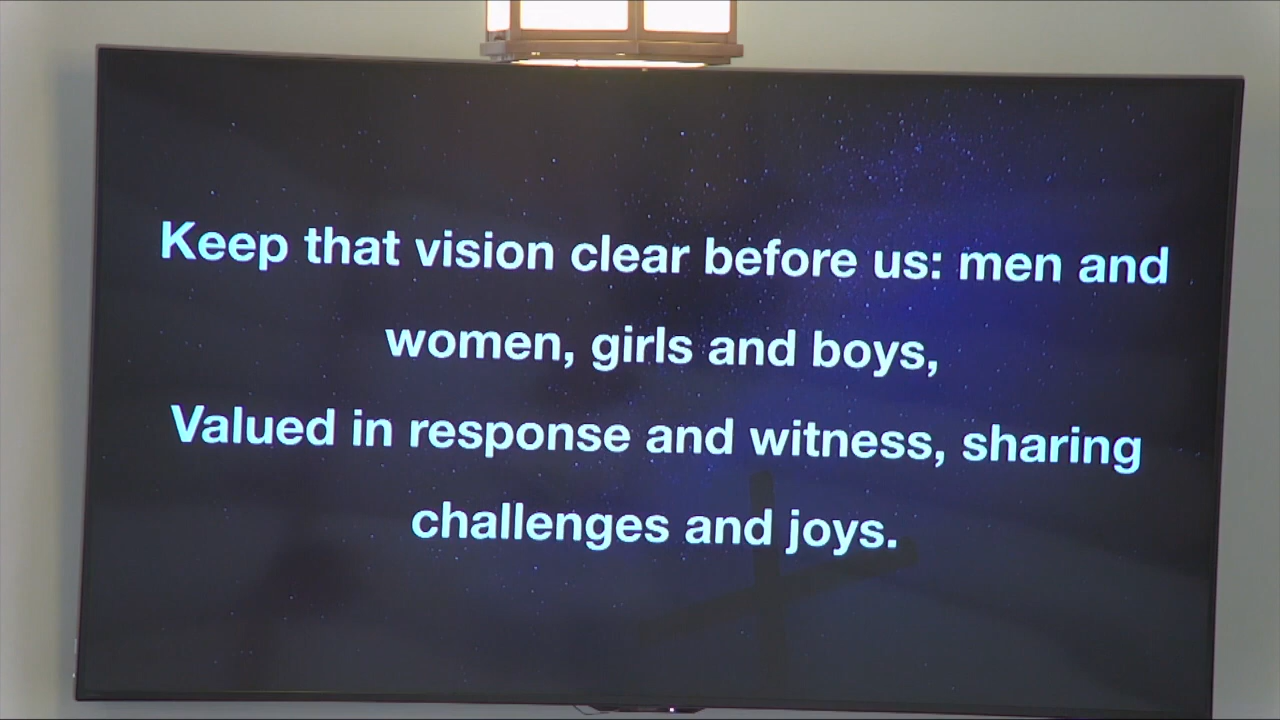 Keep that vision clear before us: men and
women, girls and boys,
Valued in response and witness, sharing
challenges and joys.